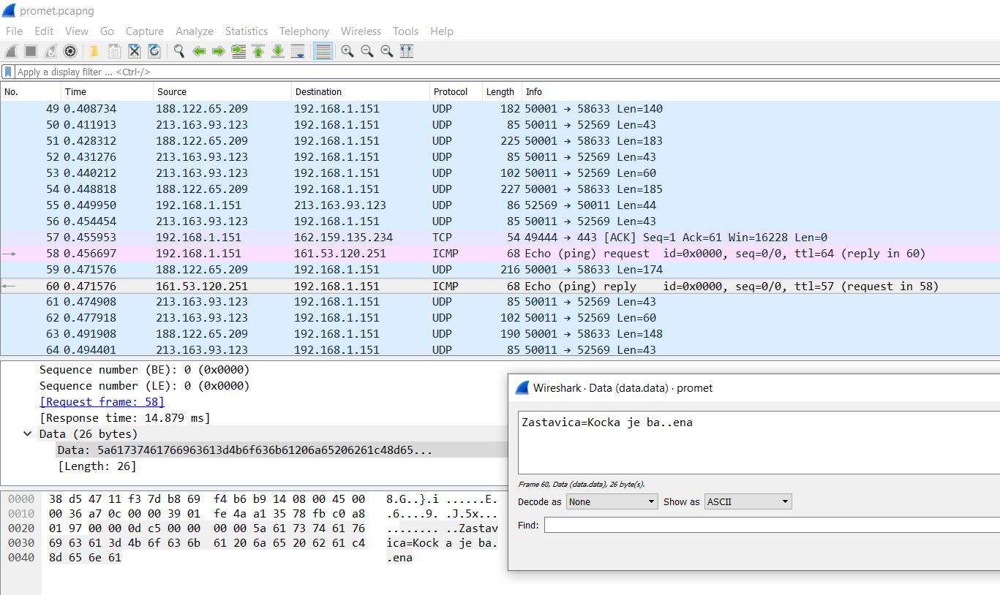 promet.pcapng
File Edit View Go Capture Analyze Statistics Telephony Wireless Tools Help
Apply a display filter ... <Ctrl-/>
No. Time Source Destination Protocol Length Info
49 0.408734 188.122.65.209 192.168.1.151 UDP 182 50001 → 58633 Len=140
50 0.411913 213.163.93.123 192.168.1.151 UDP 85 50011 → 52569 Len=43
51 0.428312 188.122.65.209 192.168.1.151 UDP 225 50001 → 58633 Len=183
52 0.431276 213.163.93.123 192.168.1.151 UDP 85 50011 → 52569 Len=43
53 0.440212 213.163.93.123 192.168.1.151 UDP 102 50011 → 52569 Len=60
54 0.448818 188.122.65.209 192.168.1.151 UDP 227 50001 → 58633 Len=185
55 0.449950 192.168.1.151 213.163.93.123 UDP 86 52569 → 50011 Len=44
56 0.454454 213.163.93.123 192.168.1.151 UDP 85 50011 → 52569 Len=43
57 0.455953 192.168.1.151 162.159.135.234 TCP 54 49444 → 443 [ACK] Seq=1 Ack=61 Win=16228 Len=0
58 0.456697 192.168.1.151 161.53.120.251 ICMP 68 Echo (ping) request id=0x0000, seq=0/0, ttl=64 (reply in 60)
59 0.471576 188.122.65.209 192.168.1.151 UDP 216 50001 → 58633 Len=174
60 0.471576 161.53.120.251 192.168.1.151 ICMP 68 Echo (ping) reply id=0x0000, seq=0/0, ttl=57 (request in 58)
61 0.474908 213.163.93.123 192.168.1.151 UDP 85 50011 → 52569 Len=43
62 0.477918 213.163.93.123 192.168.1.151 UDP 102 50011 → 52569 Len=60
63 0.491908 188.122.65.209 192.168.1.151 UDP 190 50001 → 58633 Len=148
64 0.494401 213.163.93.123 192.168.1.151 UDP 85 50011 → 52569 Len=43
Sequence number (BE): 0 (0x0000)
Sequence number (LE): 0 (0x0000)
[Request frame: 58]
[Response time: 14.879 ms]
Data (26 bytes)
Data: 5a61737461766963613d4b6f636b61206a65206261c48d65...
[Length: 26]
0000 38 d5 47 11 f3 7d b8 69 f4 b6 b9 14 08 00 45 00 8.G..}.i ......E.
0010 00 36 a7 0c 00 00 39 01 fe 4a a1 35 78 fb c0 a8 .6....9. .J.5x...
0020 01 97 00 00 0d c5 00 00 00 00 5a 61 73 74 61 76 ........ ..Zastav
0030 69 63 61 3d 4b 6f 63 6b 61 20 6a 65 20 62 61 c4 ica=Kock a je ba.
0040 8d 65 6e 61 .ena
Wireshark · Data (data.data) · promet
Zastavica=Kocka je ba..ena
Frame 60, Data (data.data), 26 byte(s).
Decode as None Show as ASCII
Find: